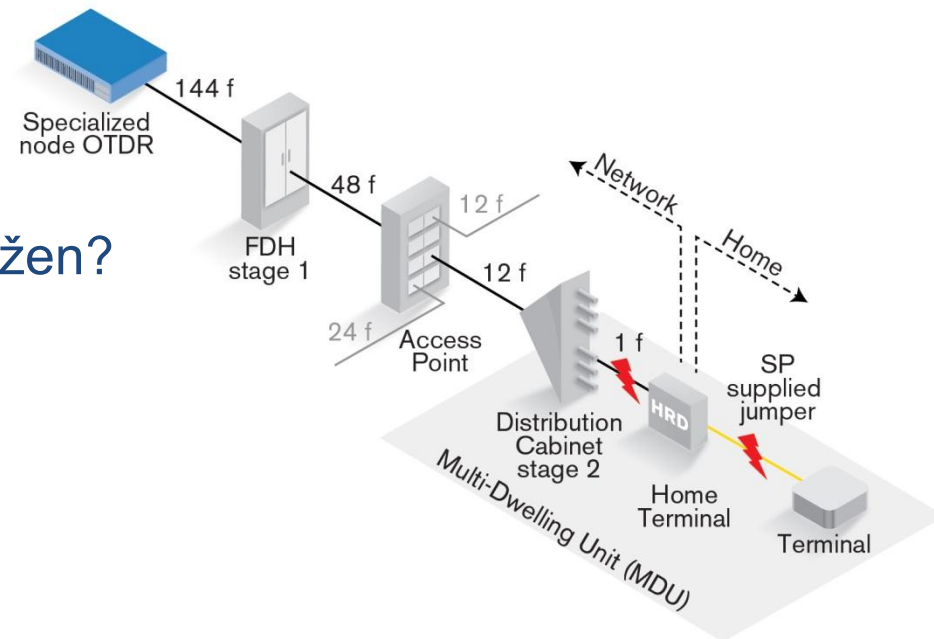 144 f
Specialized
node OTDR
48 f
FDH
stage 1
12 f
24 f
Access
Point
12 f
Network
Home
žen?
1 f
HRD
SP
supplied
jumper
Distribution
Cabinet
stage 2
Home
Terminal
Terminal
Multi-Dwelling Unit (MDU)